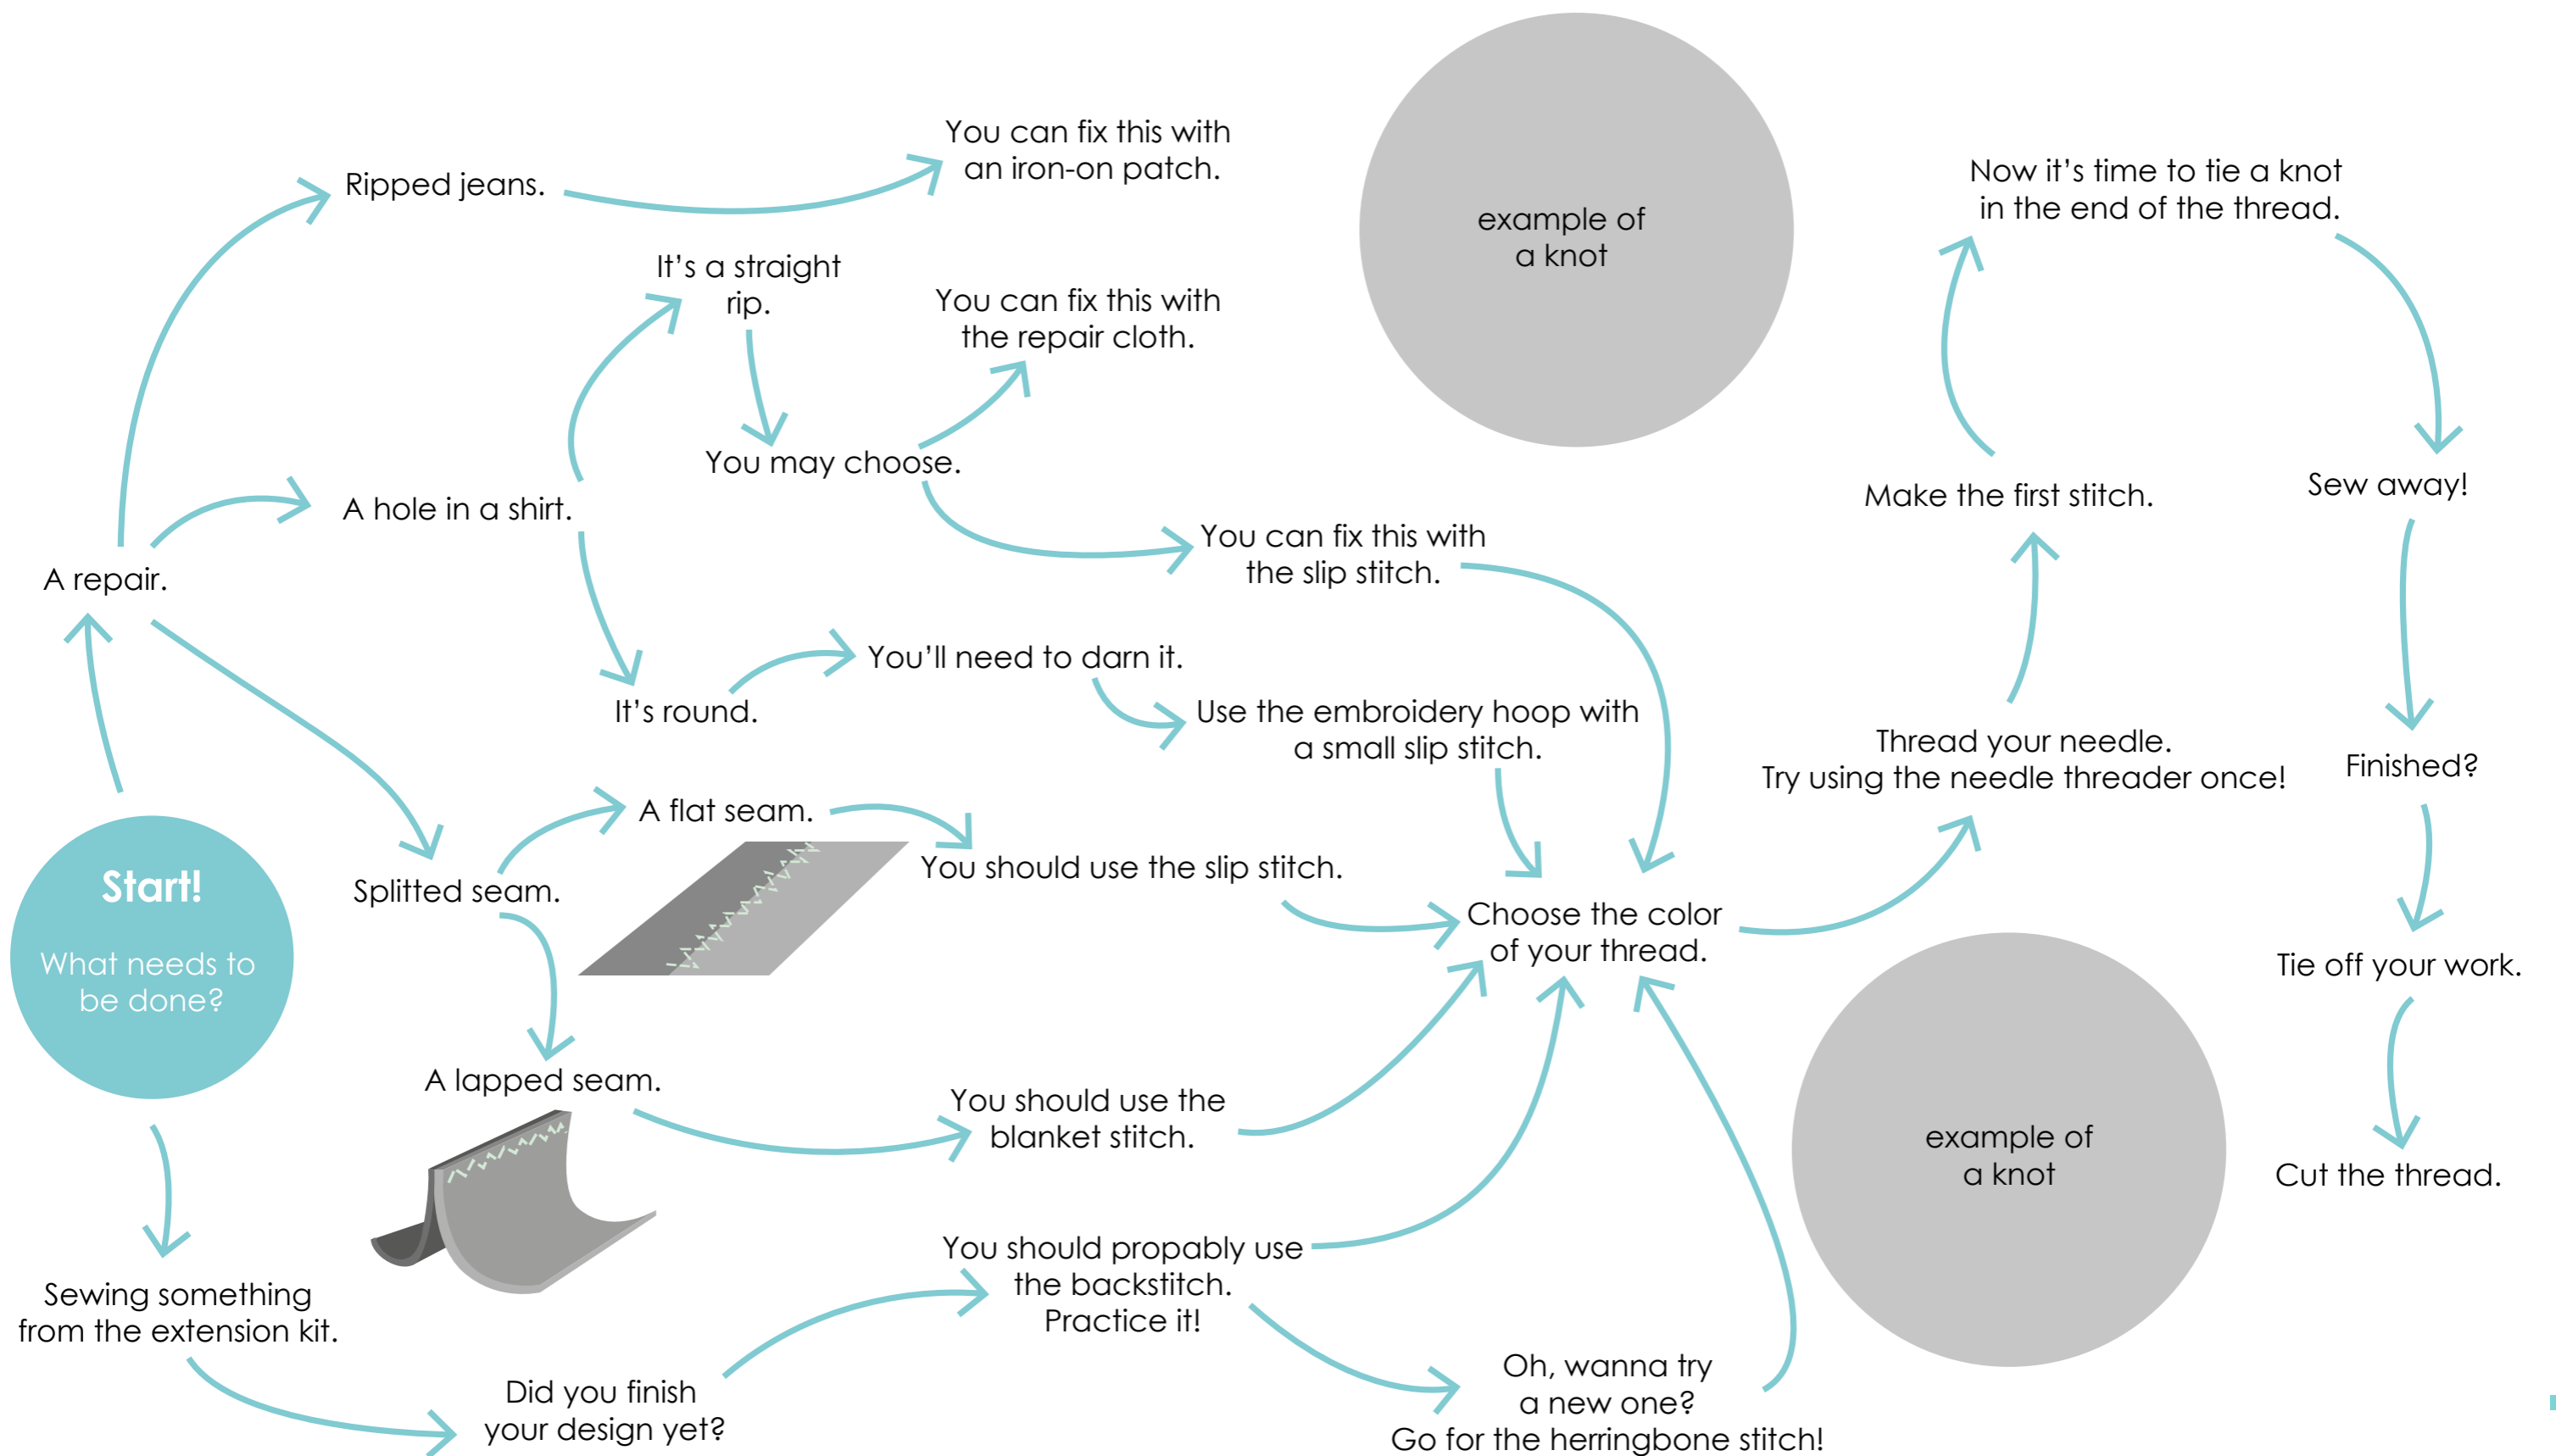 Start!
What needs to
be done?
A repair.
Ripped jeans.
You can fix this with
an iron-on patch.
A hole in a shirt.
It's a straight
rip.
You may choose.
You can fix this with
the repair cloth.
You can fix this with
the slip stitch.
It's round.
You'll need to darn it.
Use the embroidery hoop with
a small slip stitch.
Splitted seam.
A flat seam.
You should use the slip stitch.
A lapped seam.
You should use the
blanket stitch.
Sewing something
from the extension kit.
Did you finish
your design yet?
You should propably use
the backstitch.
Practice it!
Oh, wanna try
a new one?
Go for the herringbone stitch!
Choose the color
of your thread.
Thread your needle.
Try using the needle threader once!
Make the first stitch.
Now it's time to tie a knot
in the end of the thread.
example of
a knot
example of
a knot
Sew away!
Finished?
Tie off your work.
Cut the thread.